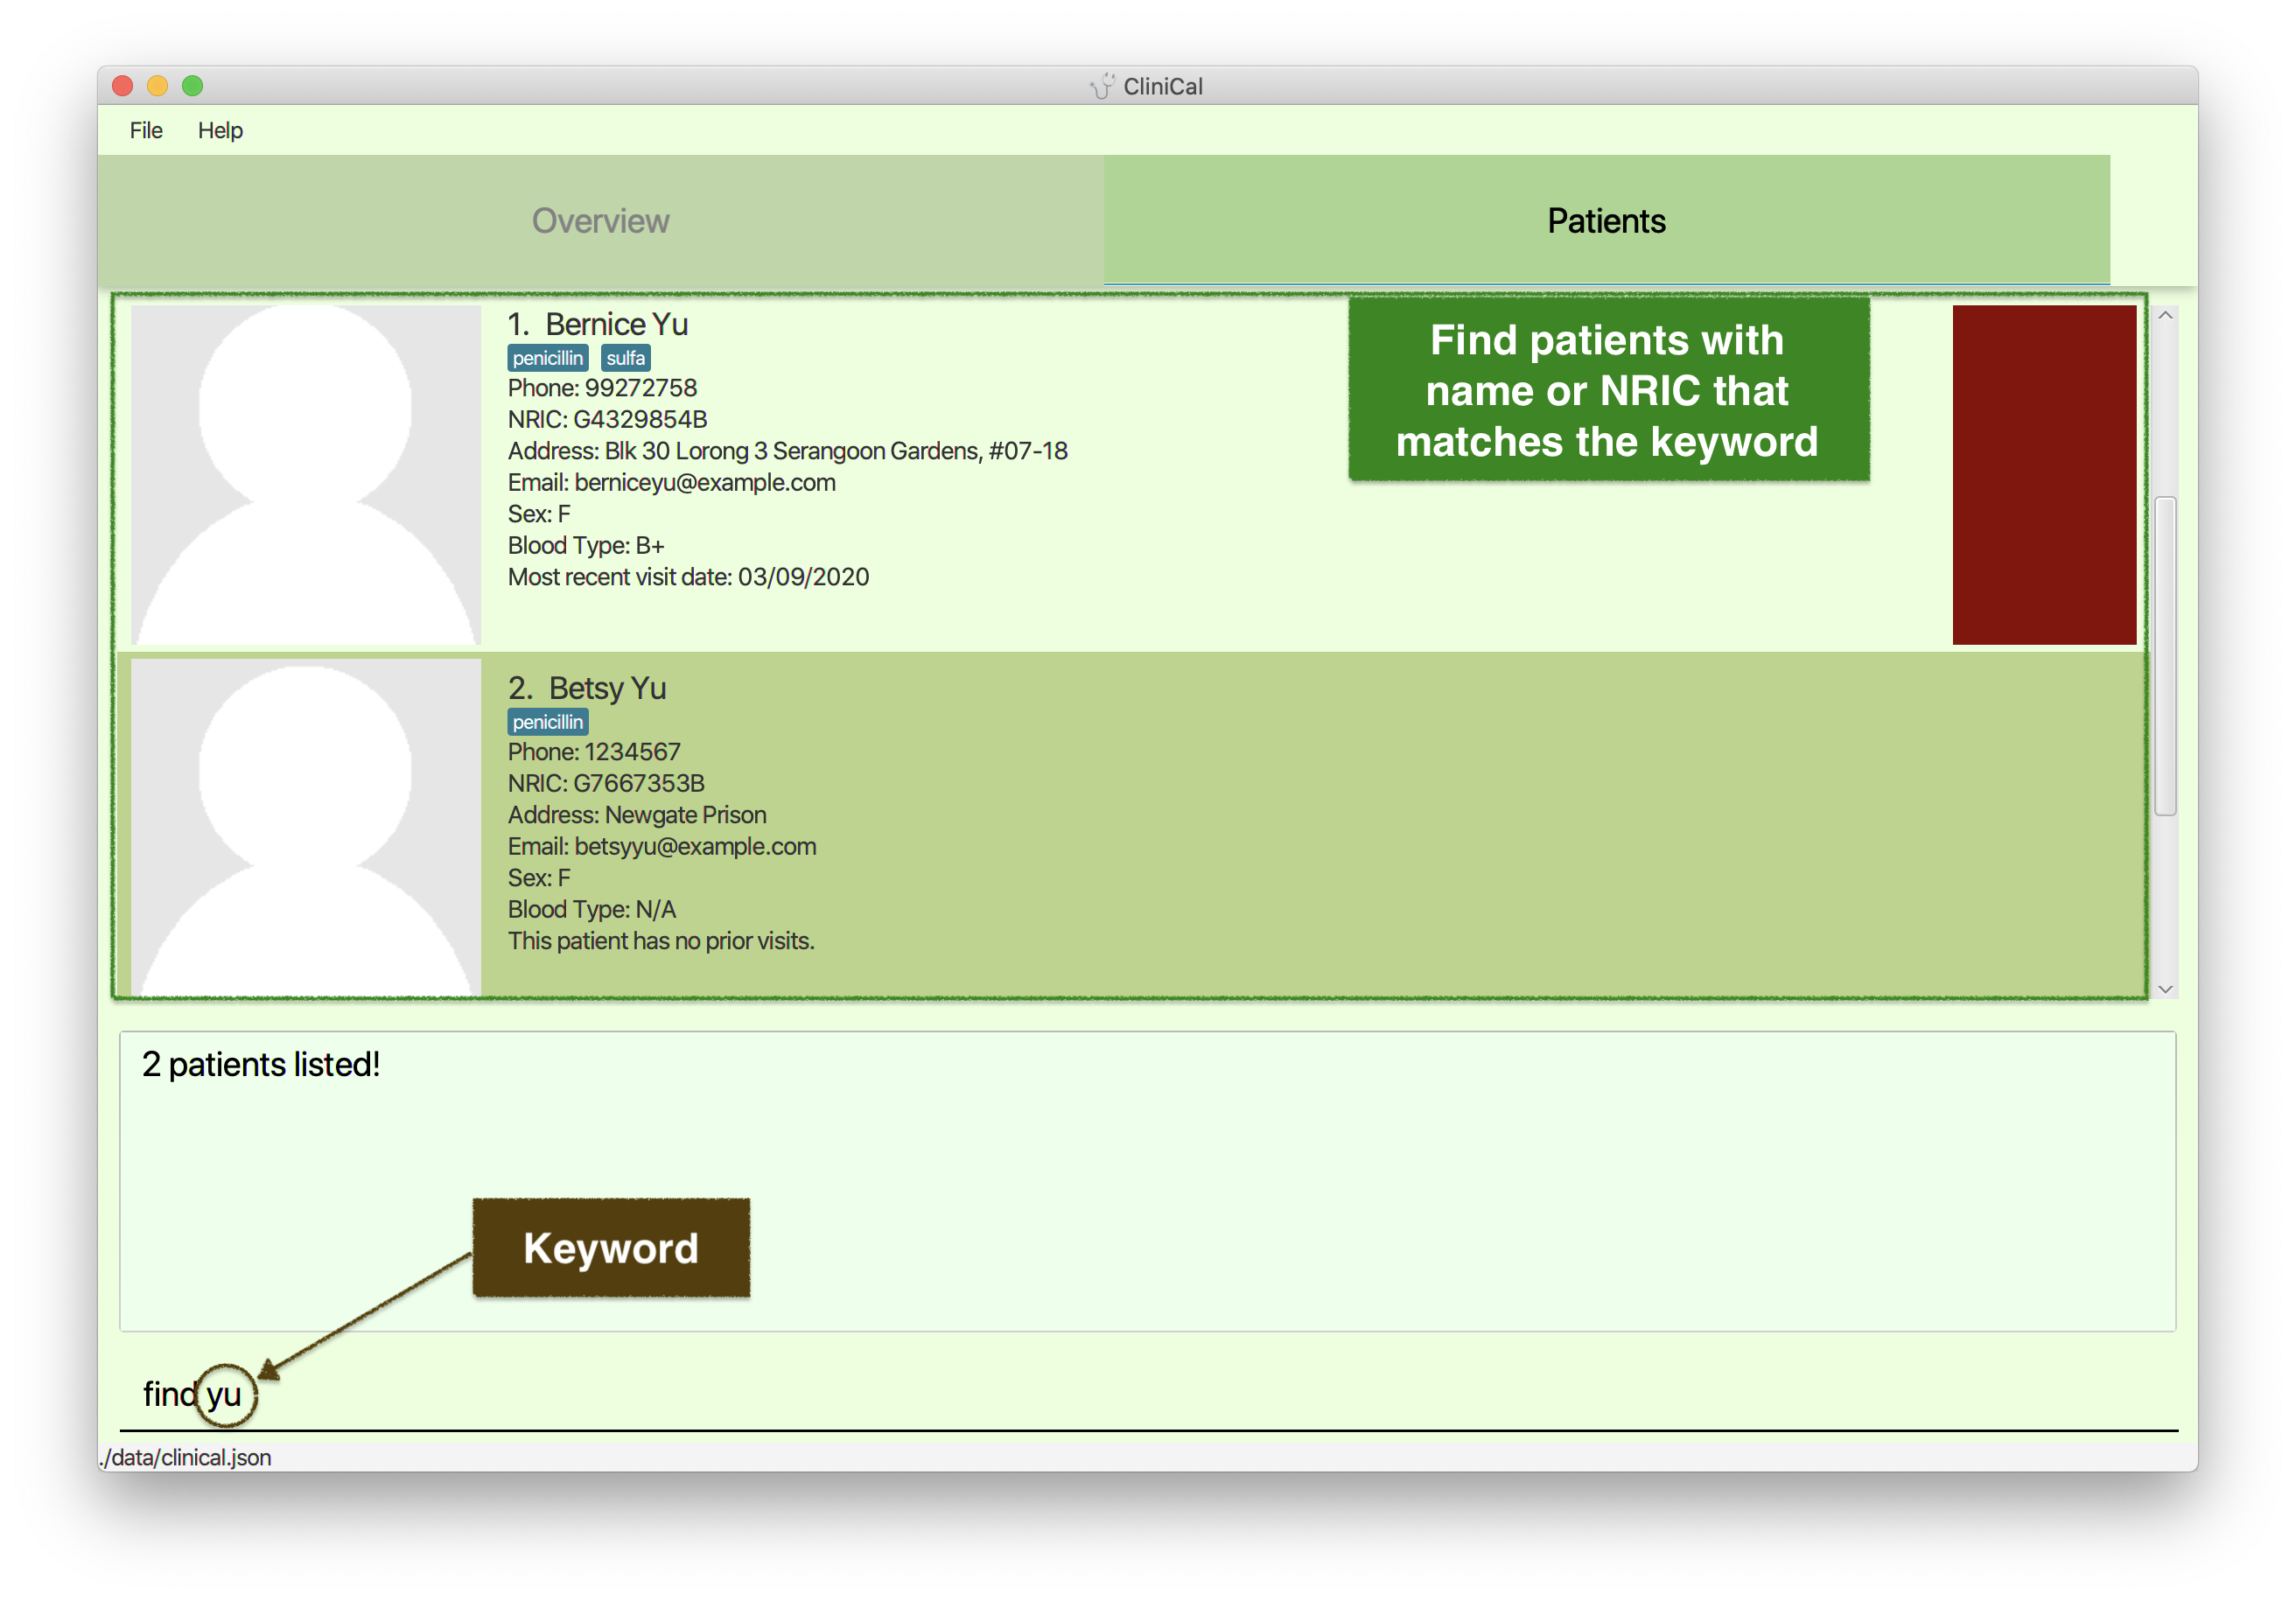 CliniCal
File Help
Overview Patients
1. Bernice Yu
penicillin sulfa
Phone: 99272758
NRIC: G4329854B
Address: Blk 30 Lorong 3 Serangoon Gardens, #07-18
Email: berniceyu@example.com
Sex: F
Blood Type: B+
Most recent visit date: 03/09/2020
Find patients with
name or NRIC that
matches the keyword
2. Betsy Yu
penicillin
Phone: 1234567
NRIC: G7667353B
Address: Newgate Prison
Email: betsyyu@example.com
Sex: F
Blood Type: N/A
This patient has no prior visits.
2 patients listed!
Keyword
find yu
./data/clinical.json